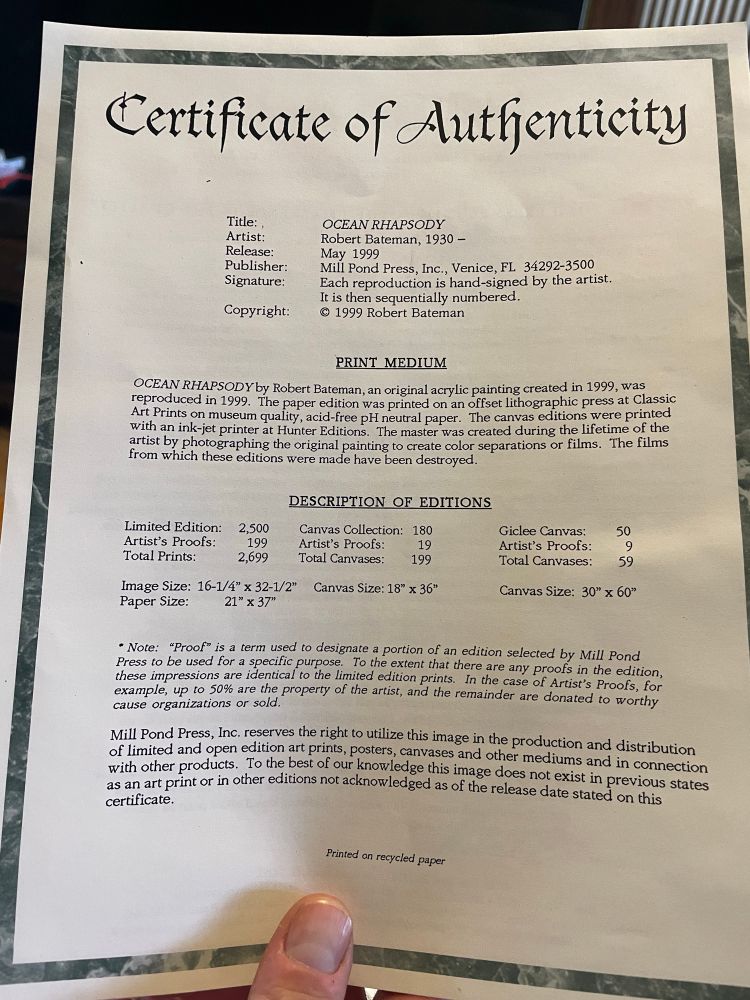 Certificate of Authenticity
Title: OCEAN RHAPSODY
Artist: Robert Bateman, 1930 –
Release: May 1999
Publisher: Mill Pond Press, Inc., Venice, FL 34292-3500
Signature: Each reproduction is hand-signed by the artist.
It is then sequentially numbered.
Copyright: © 1999 Robert Bateman
PRINT MEDIUM
OCEAN RHAPSODY by Robert Bateman, an original acrylic painting created in 1999, was
reproduced in 1999. The paper edition was printed on an offset lithographic press at Classic
Art Prints on museum quality, acid-free pH neutral paper. The canvas editions were printed
with an ink-jet printer at Hunter Editions. The master was created during the lifetime of the
artist by photographing the original painting to create color separations or films. The films
from which these editions were made have been destroyed.
DESCRIPTION OF EDITIONS
Limited Edition: 2,500 Canvas Collection: 180 Giclee Canvas: 50
Artist's Proofs: 199 Artist's Proofs: 19 Artist's Proofs: 9
Total Prints: 2,699 Total Canvases: 199 Total Canvases: 59
Image Size: 16-1/4" x 32-1/2" Canvas Size: 18" x 36" Canvas Size: 30" x 60"
Paper Size: 21" x 37"
* Note: "Proof" is a term used to designate a portion of an edition selected by Mill Pond
Press to be used for a specific purpose. To the extent that there are any proofs in the edition,
these impressions are identical to the limited edition prints. In the case of Artist's Proofs, for
example, up to 50% are the property of the artist, and the remainder are donated to worthy
cause organizations or sold.
Mill Pond Press, Inc. reserves the right to utilize this image in the production and distribution
of limited and open edition art prints, posters, canvases and other mediums and in connection
with other products. To the best of our knowledge this image does not exist in previous states
as an art print or in other editions not acknowledged as of the release date stated on this
certificate.
Printed on recycled paper